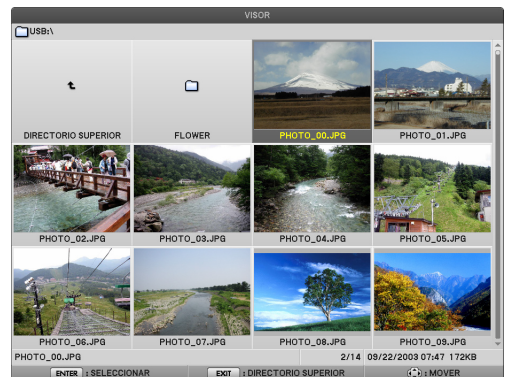 VISOR
USB:\
DIRECTORIO SUPERIOR
FLOWER
PHOTO_00.JPG
PHOTO_01.JPG
PHOTO_02.JPG
PHOTO_03.JPG
PHOTO_04.JPG
PHOTO_05.JPG
PHOTO_06.JPG
PHOTO_07.JPG
PHOTO_08.JPG
PHOTO_09.JPG
PHOTO_00.JPG 2/14 09/22/2003 07:47 172KB
ENTER : SELECCIONAR EXIT : DIRECTORIO SUPERIOR : MOVER